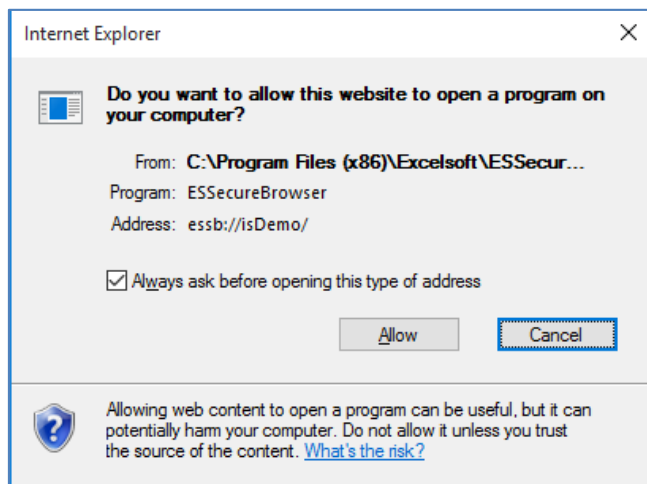 Internet Explorer
Do you want to allow this website to open a program on
your computer?
From: C:\Program Files (x86)\Excelsoft\ESSecur...
Program: ESSecureBrowser
Address: essb://isDemo/
Always ask before opening this type of address
Allow Cancel
Allowing web content to open a program can be useful, but it can
potentially harm your computer. Do not allow it unless you trust
the source of the content. What's the risk?